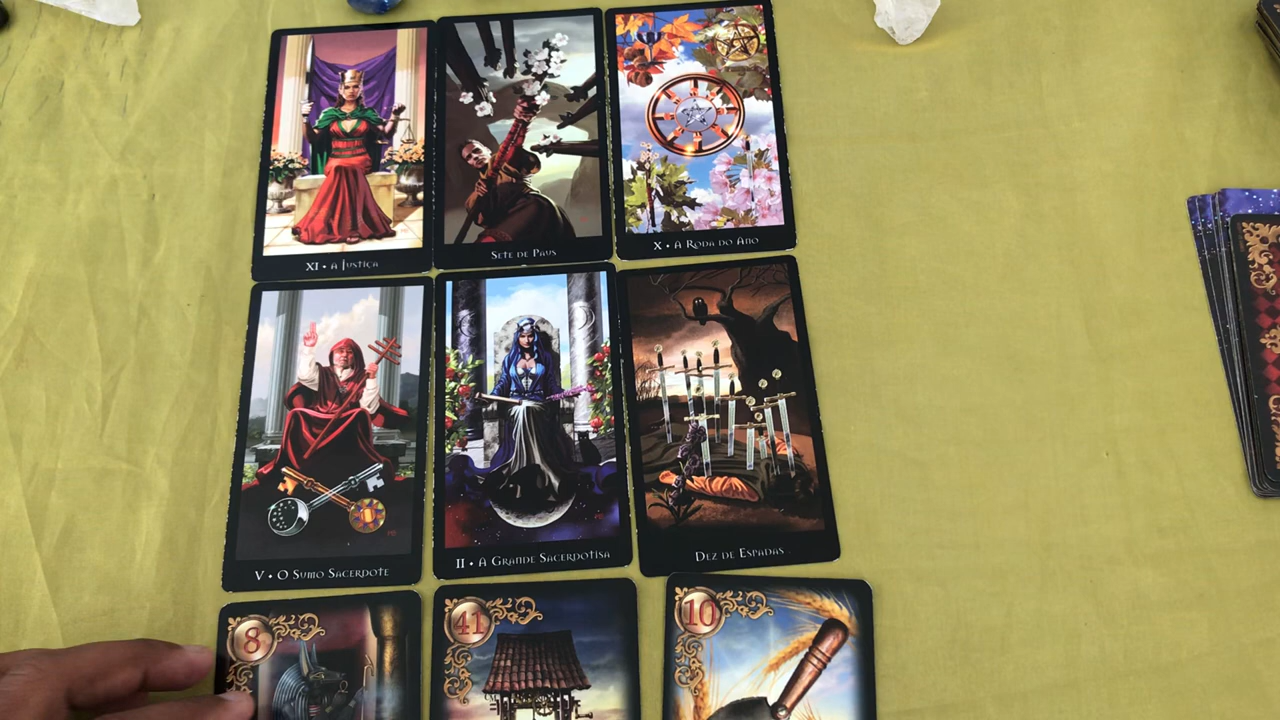 XI • A JUSTIÇA
SETE DE PAUS
X • A RODA DO ANO
V • O SUMO SACERDOTE
II • A GRANDE SACERDOTISA
DEZ DE ESPADAS
8
41
10